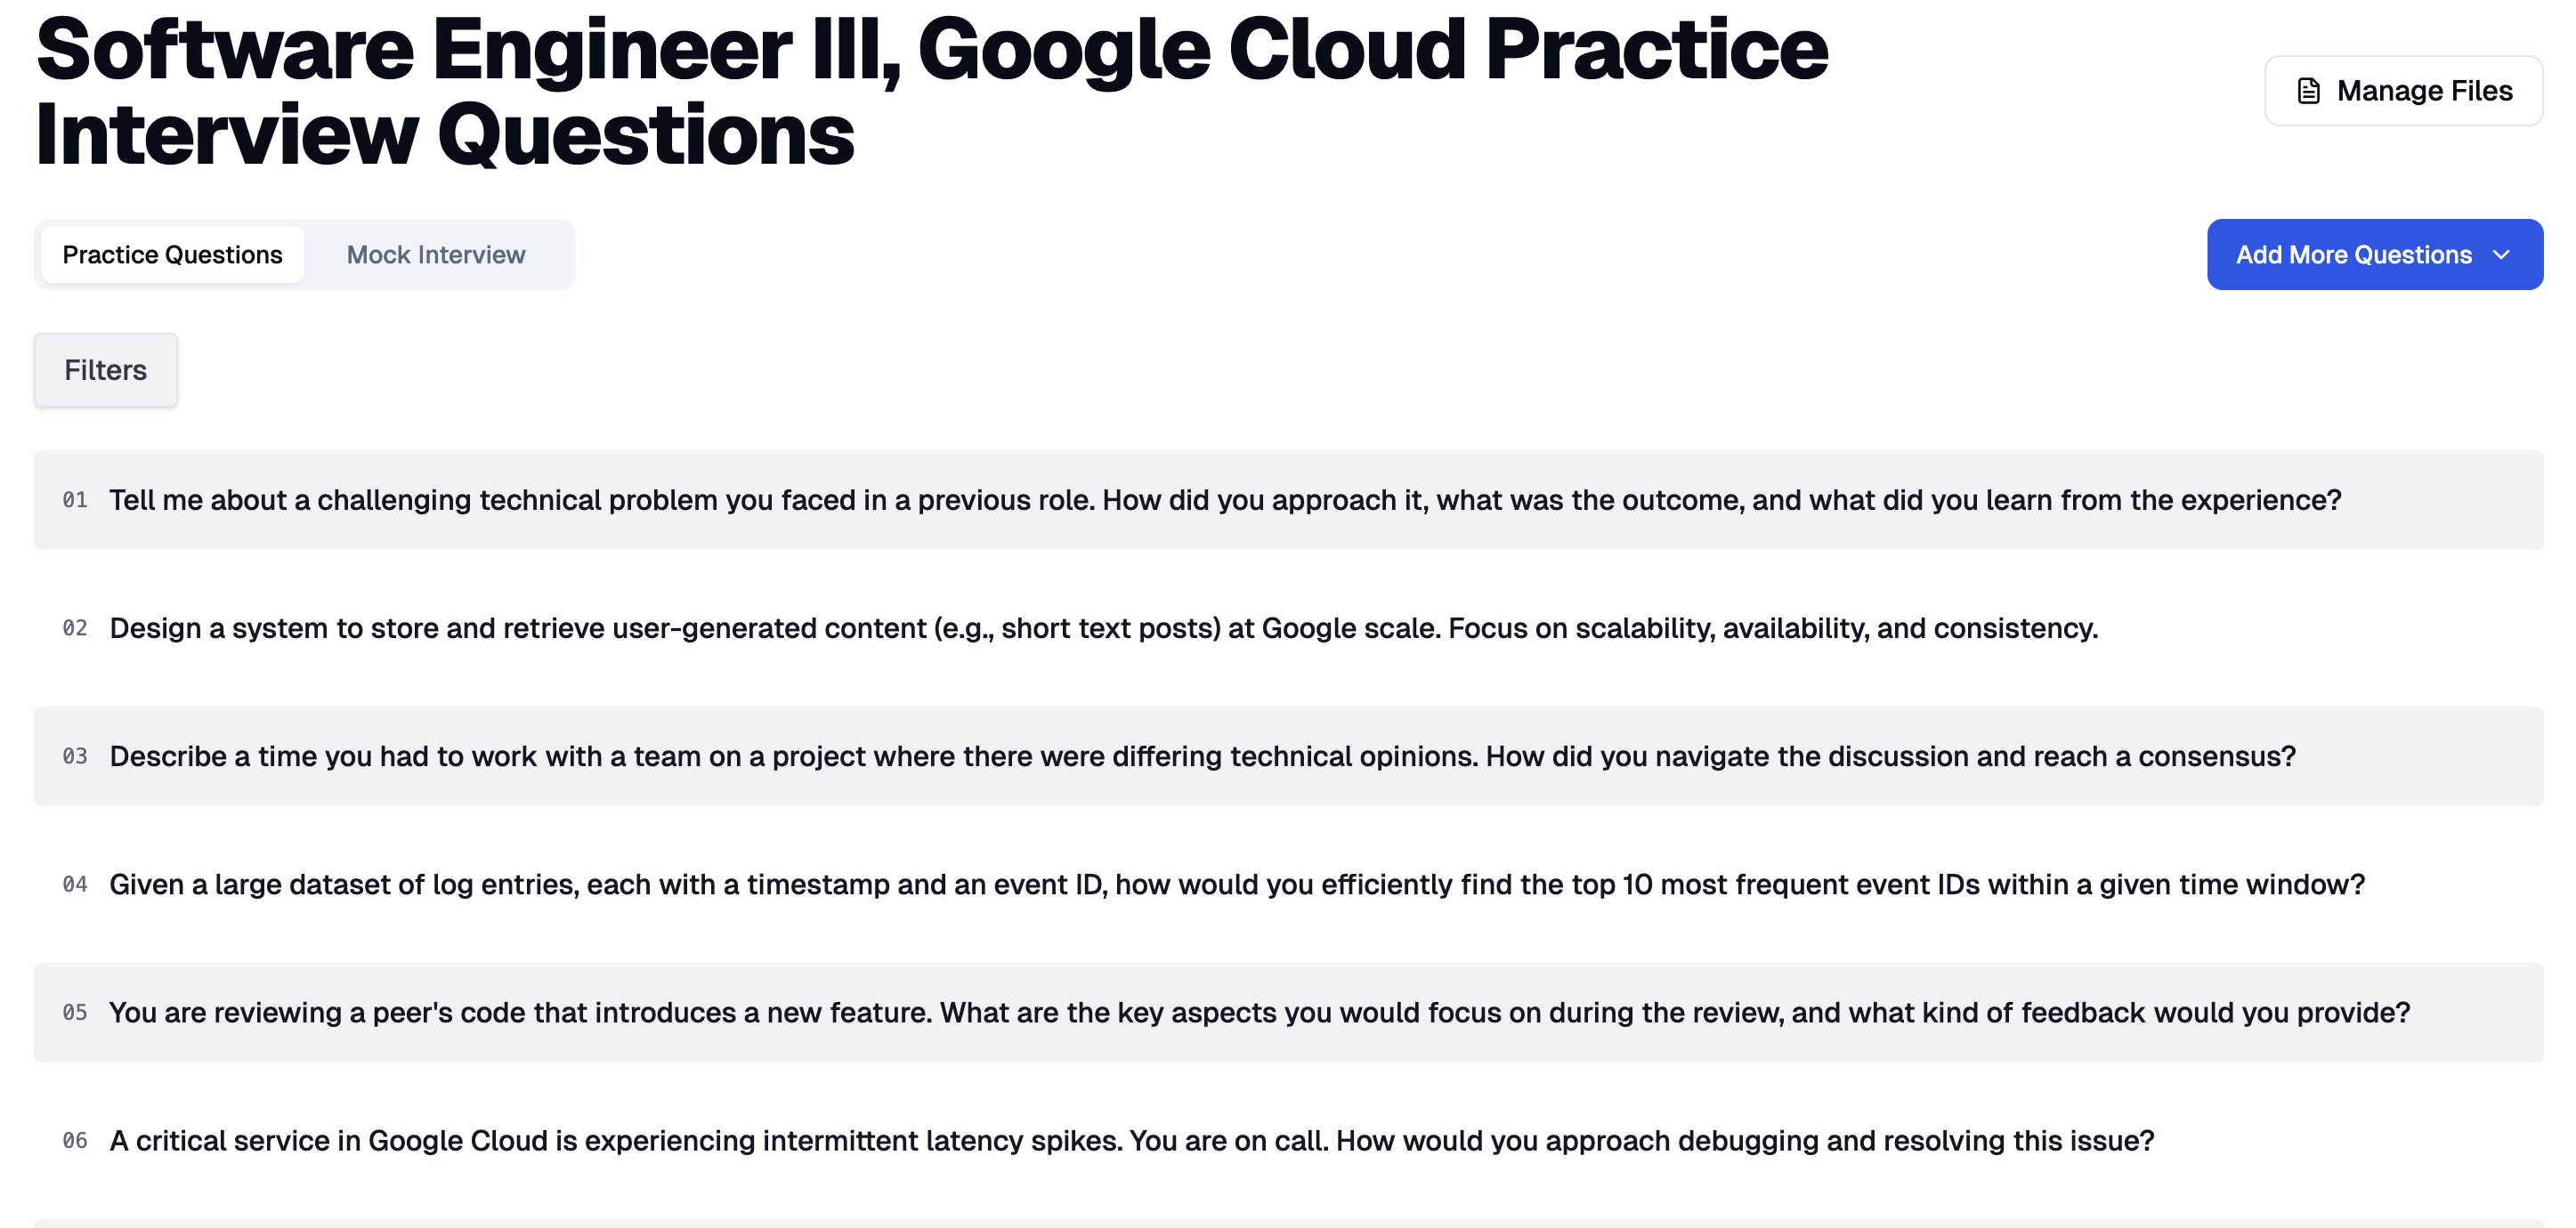 Software Engineer III, Google Cloud Practice
Interview Questions
Manage Files
Practice Questions
Mock Interview
Add More Questions
Filters
01 Tell me about a challenging technical problem you faced in a previous role. How did you approach it, what was the outcome, and what did you learn from the experience?
02 Design a system to store and retrieve user-generated content (e.g., short text posts) at Google scale. Focus on scalability, availability, and consistency.
03 Describe a time you had to work with a team on a project where there were differing technical opinions. How did you navigate the discussion and reach a consensus?
04 Given a large dataset of log entries, each with a timestamp and an event ID, how would you efficiently find the top 10 most frequent event IDs within a given time window?
05 You are reviewing a peer's code that introduces a new feature. What are the key aspects you would focus on during the review, and what kind of feedback would you provide?
06 A critical service in Google Cloud is experiencing intermittent latency spikes. You are on call. How would you approach debugging and resolving this issue?